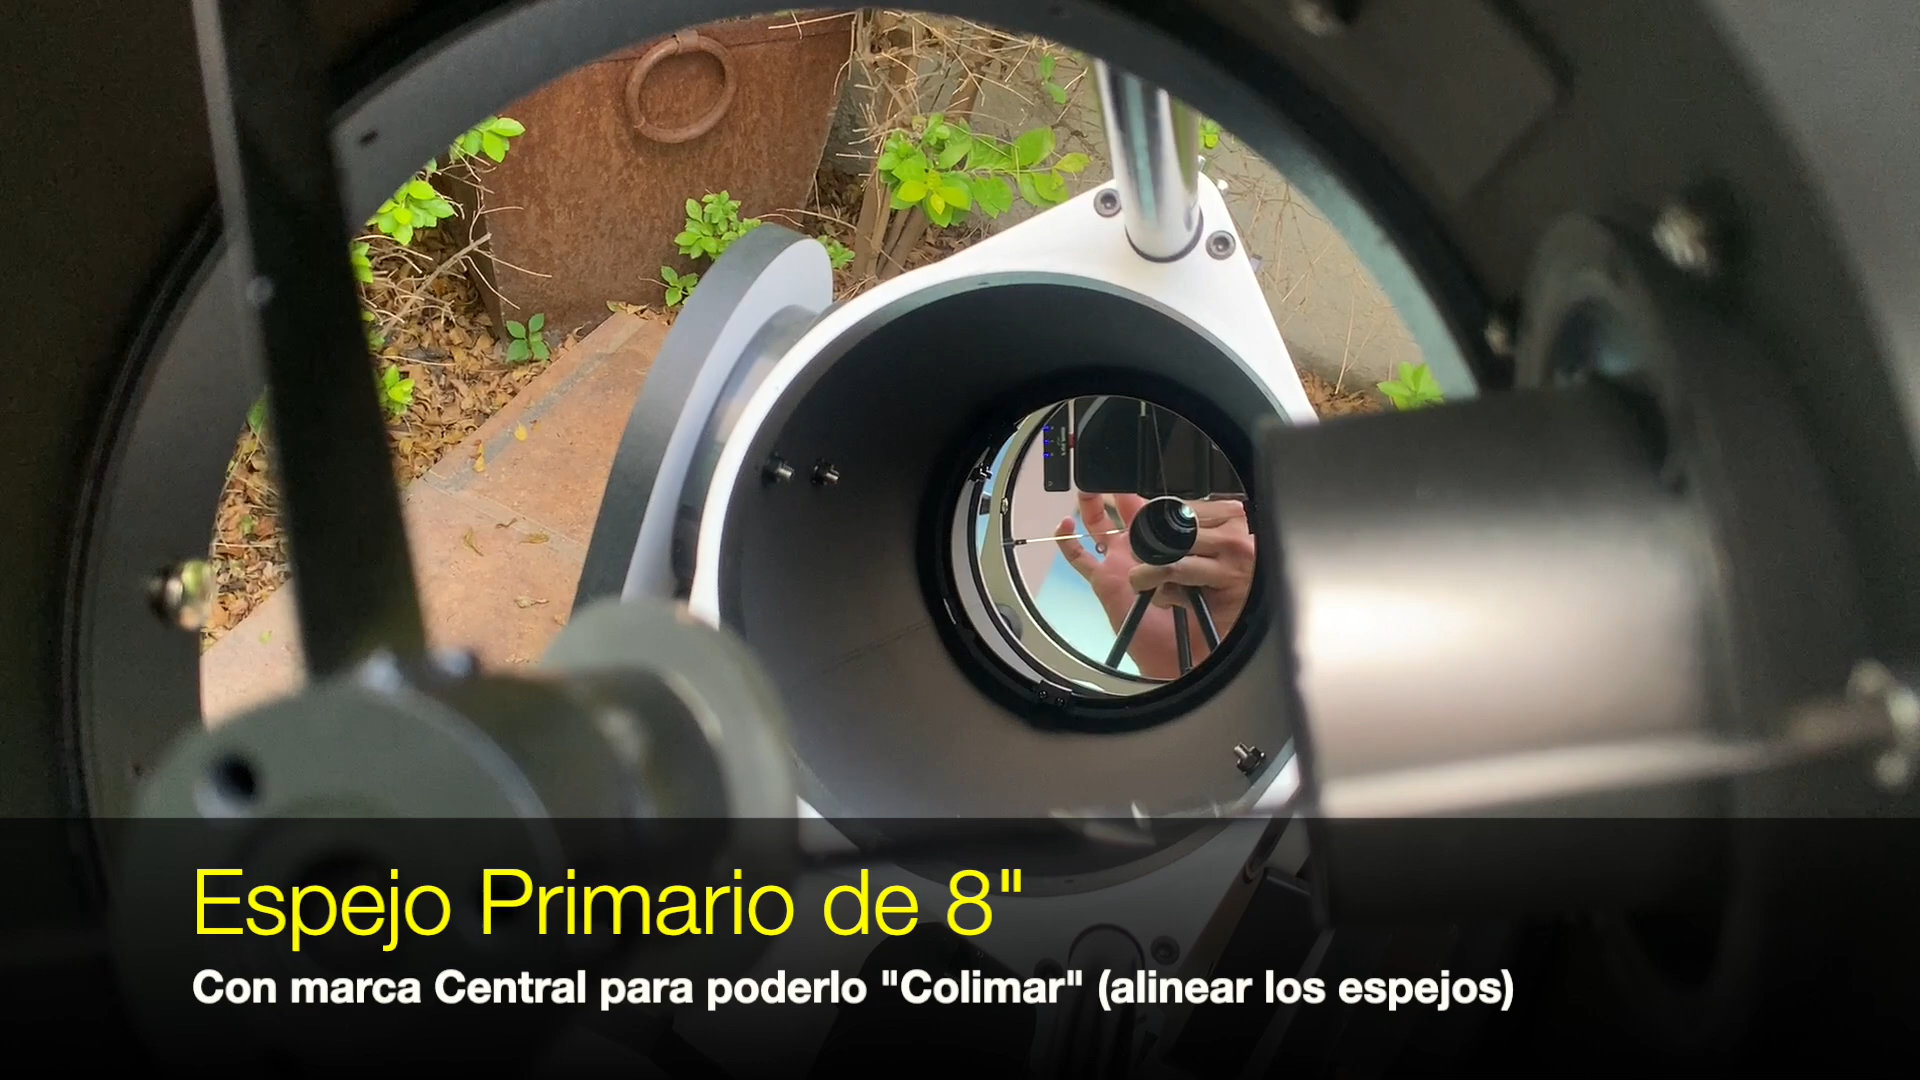 Espejo Primario de 8"
Con marca Central para poderlo "Colimar" (alinear los espejos)